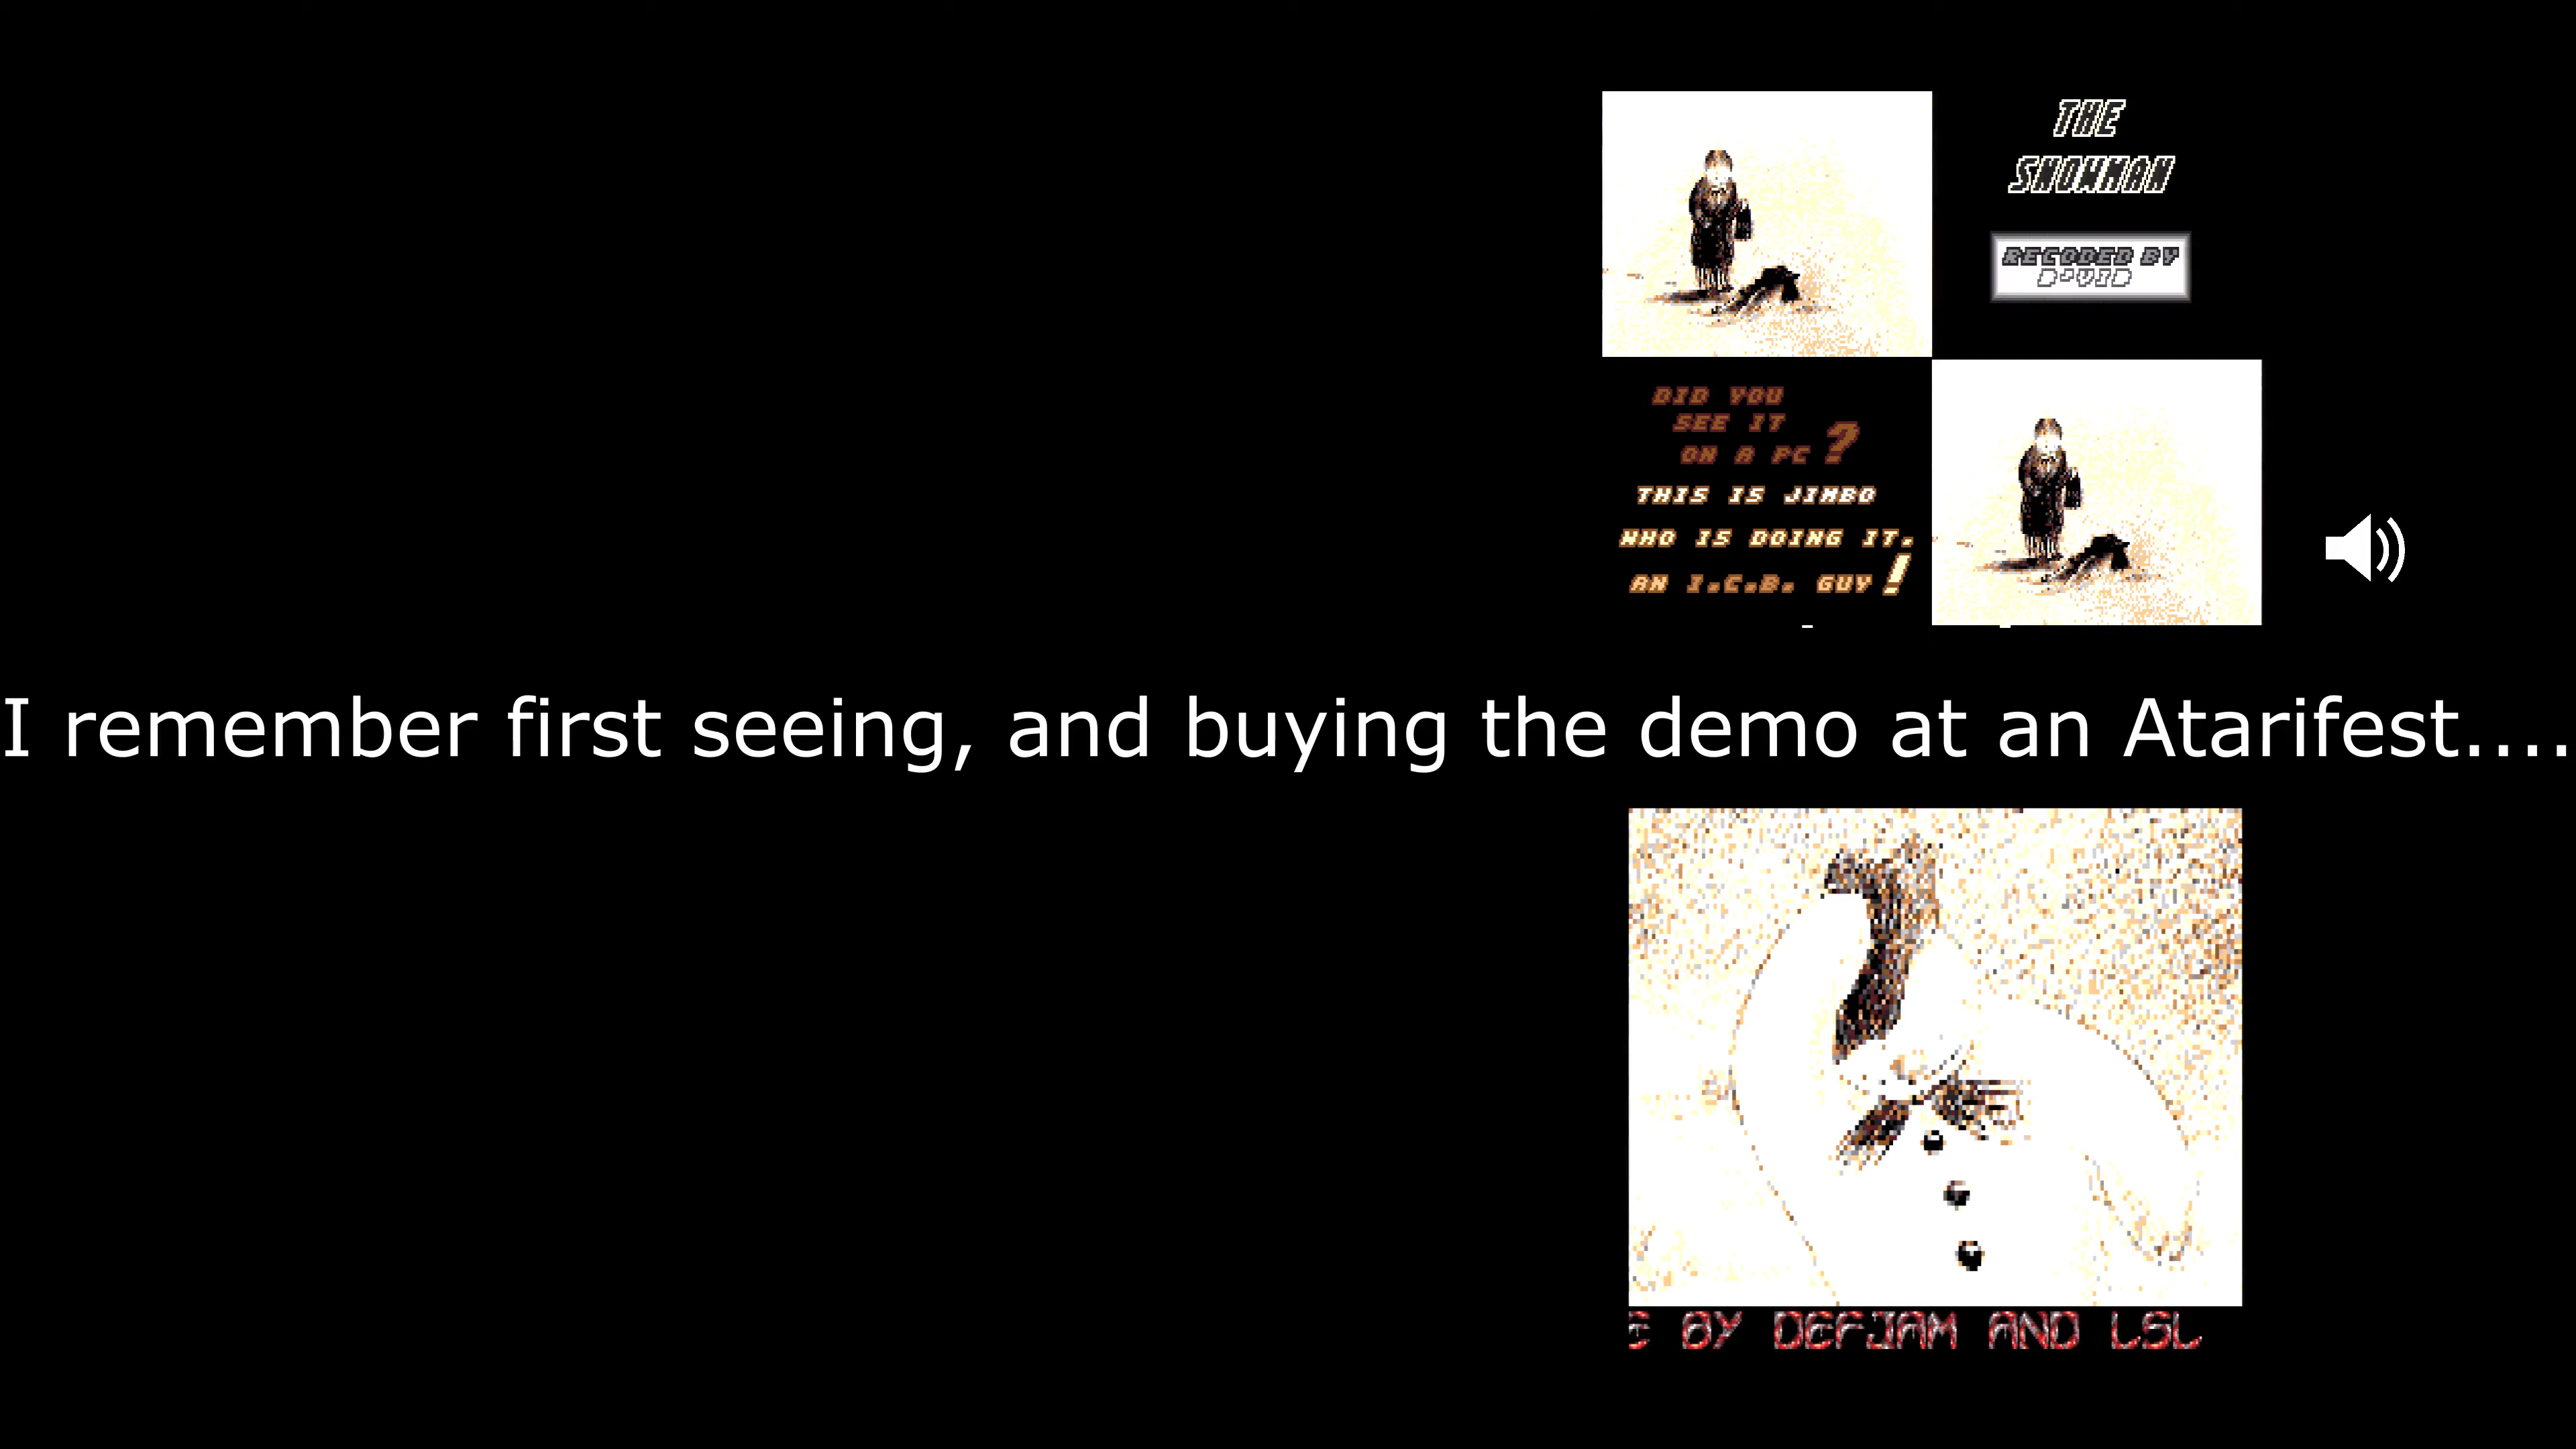 THE
SNOWMAN
RECODED BY
D-VID
DID YOU
SEE IT
ON A PC ?
THIS IS JIMBO
WHO IS DOING IT.
AN I.C.B. GUY !
I remember first seeing, and buying the demo at an Atarifest....
E BY DEFJAM AND LSL